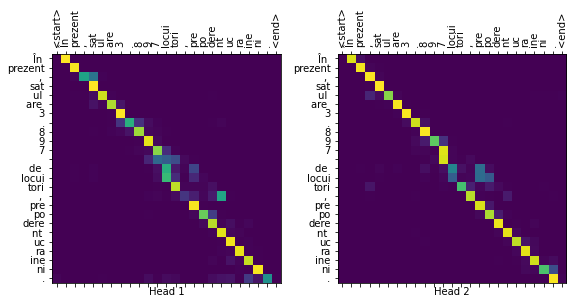 <start> În prezent , sat ul are 3 . 8 9 7 locui tori , pre po dere nt uc ra ine ni . <end>
În
prezent
,
sat
ul
are
3
.
8
9
7
de
locui
tori
,
pre
po
dere
nt
uc
ra
ine
ni
.
Head 1
<start> În prezent , sat ul are 3 . 8 9 7 locui tori , pre po dere nt uc ra ine ni . <end>
În
prezent
,
sat
ul
are
3
.
8
9
7
de
locui
tori
,
pre
po
dere
nt
uc
ra
ine
ni
.
Head 2